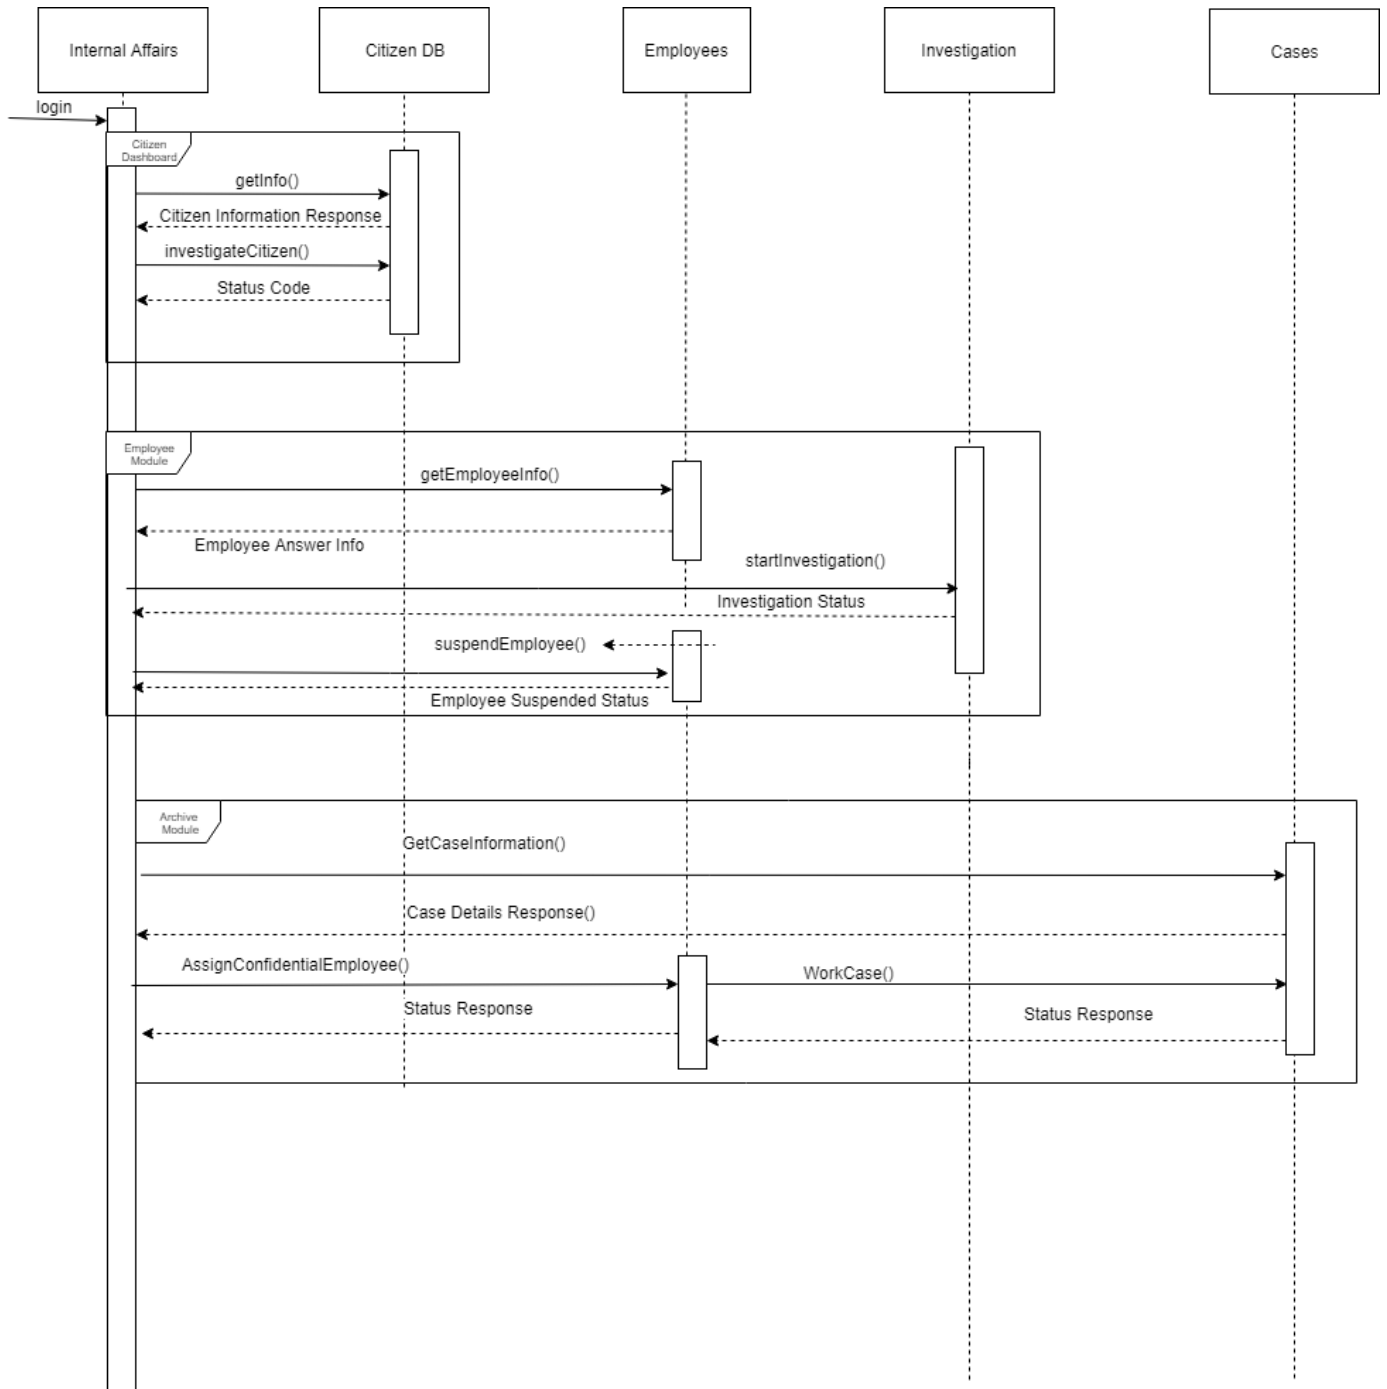 Internal Affairs
Citizen DB
Employees
Investigation
Cases
login
Citizen
Dashboard
getInfo()
Citizen Information Response
investigateCitizen()
Status Code
Employee
Module
getEmployeeInfo()
Employee Answer Info
startInvestigation()
Investigation Status
suspendEmployee()
Employee Suspended Status
Archive
Module
GetCaseInformation()
Case Details Response()
AssignConfidentialEmployee()
WorkCase()
Status Response
Status Response